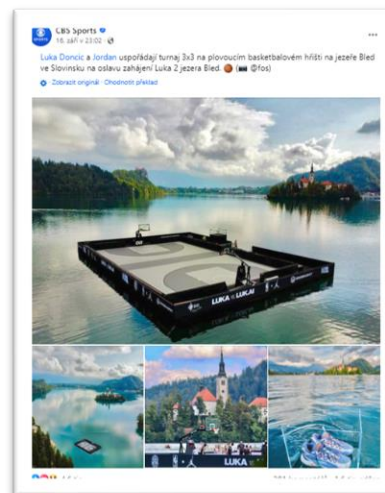 CBS Sports
16. září v 23:02 ·
Luka Doncic a Jordan uspořádají turnaj 3x3 na plovoucím basketbalovém hřišti na jezeře Bled
ve Slovinsku na oslavu zahájení Luka 2 jezera Bled. 🏀 (📷 @fos)
Zobrazit originál · Ohodnotit překlad
LUKA
LUKAI
LUKA